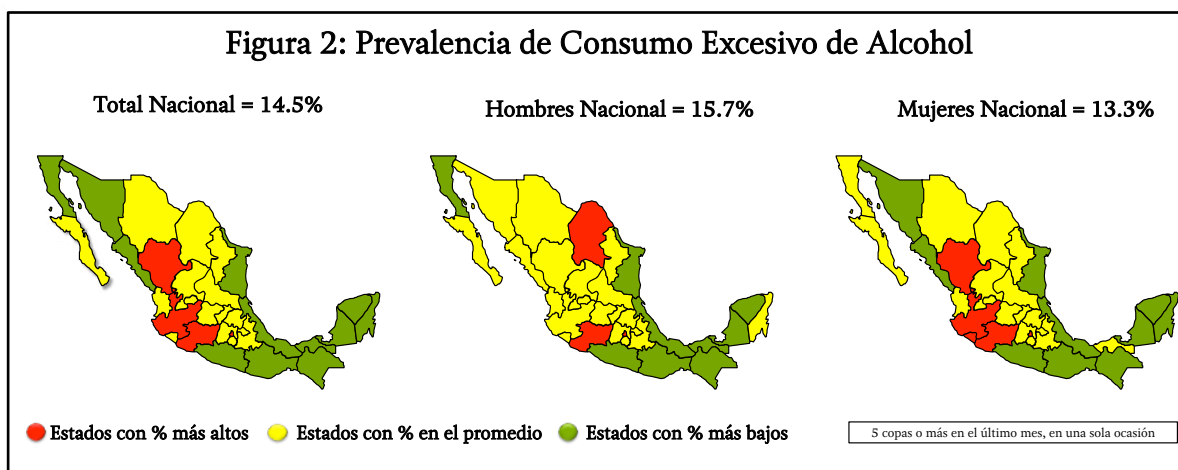 Figura 2: Prevalencia de Consumo Excesivo de Alcohol
Total Nacional = 14.5%
Hombres Nacional = 15.7%
Mujeres Nacional = 13.3%
Estados con % más altos
Estados con % en el promedio
Estados con % más bajos
5 copas o más en el último mes, en una sola ocasión